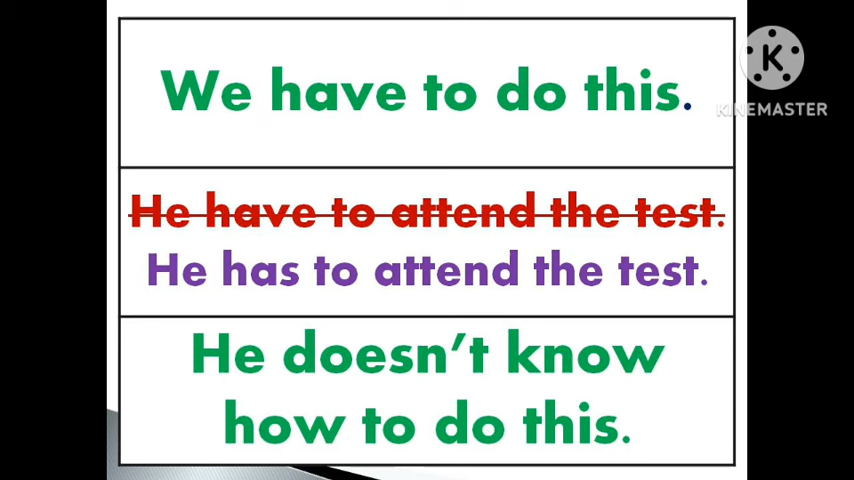 We have to do this.
KINEMASTER
He have to attend the test.
He has to attend the test.
He doesn't know
how to do this.